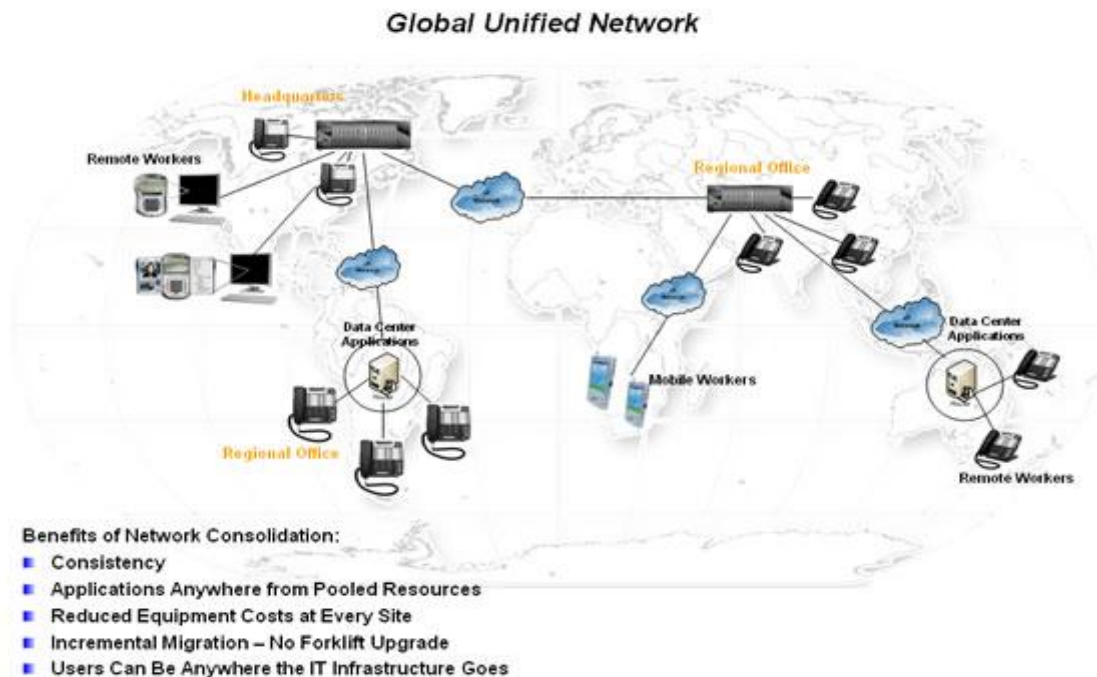 Global Unified Network
Headquarters
Remote Workers
Regional Office
Data Center
Applications
Data Center
Applications
Mobile Workers
Regional Office
Remote Workers
Benefits of Network Consolidation:
Consistency
Applications Anywhere from Pooled Resources
Reduced Equipment Costs at Every Site
Incremental Migration – No Forklift Upgrade
Users Can Be Anywhere the IT Infrastructure Goes